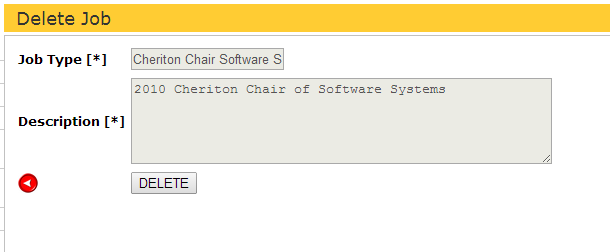 Delete Job
Job Type [*]
Cheriton Chair Software S
2010 Cheriton Chair of Software Systems
Description [*]
DELETE